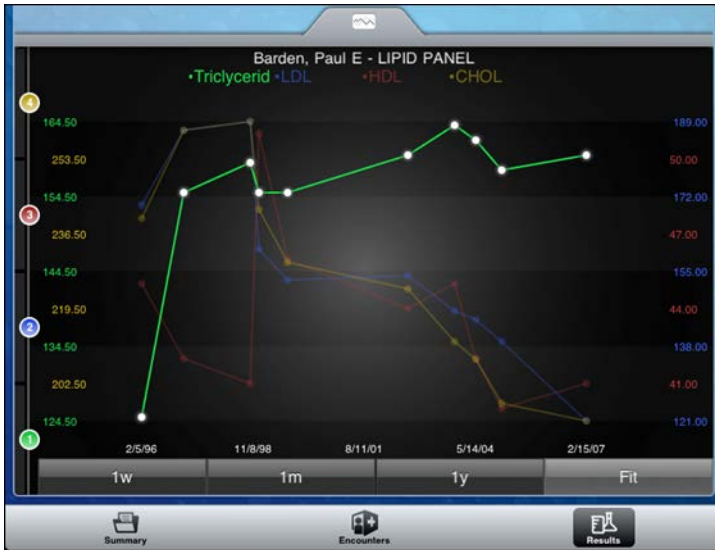 Barden, Paul E - LIPID PANEL
•Triclycerid •LDL •HDL •CHOL
4
164.50 189.00
253.50 50.00
154.50 172.00
3
236.50 47.00
144.50 155.00
219.50 44.00
2
134.50 138.00
202.50 41.00
124.50 121.00
1
2/5/96 11/8/98 8/11/01 5/14/04 2/15/07
1w 1m 1y Fit
Summary Encounters Results